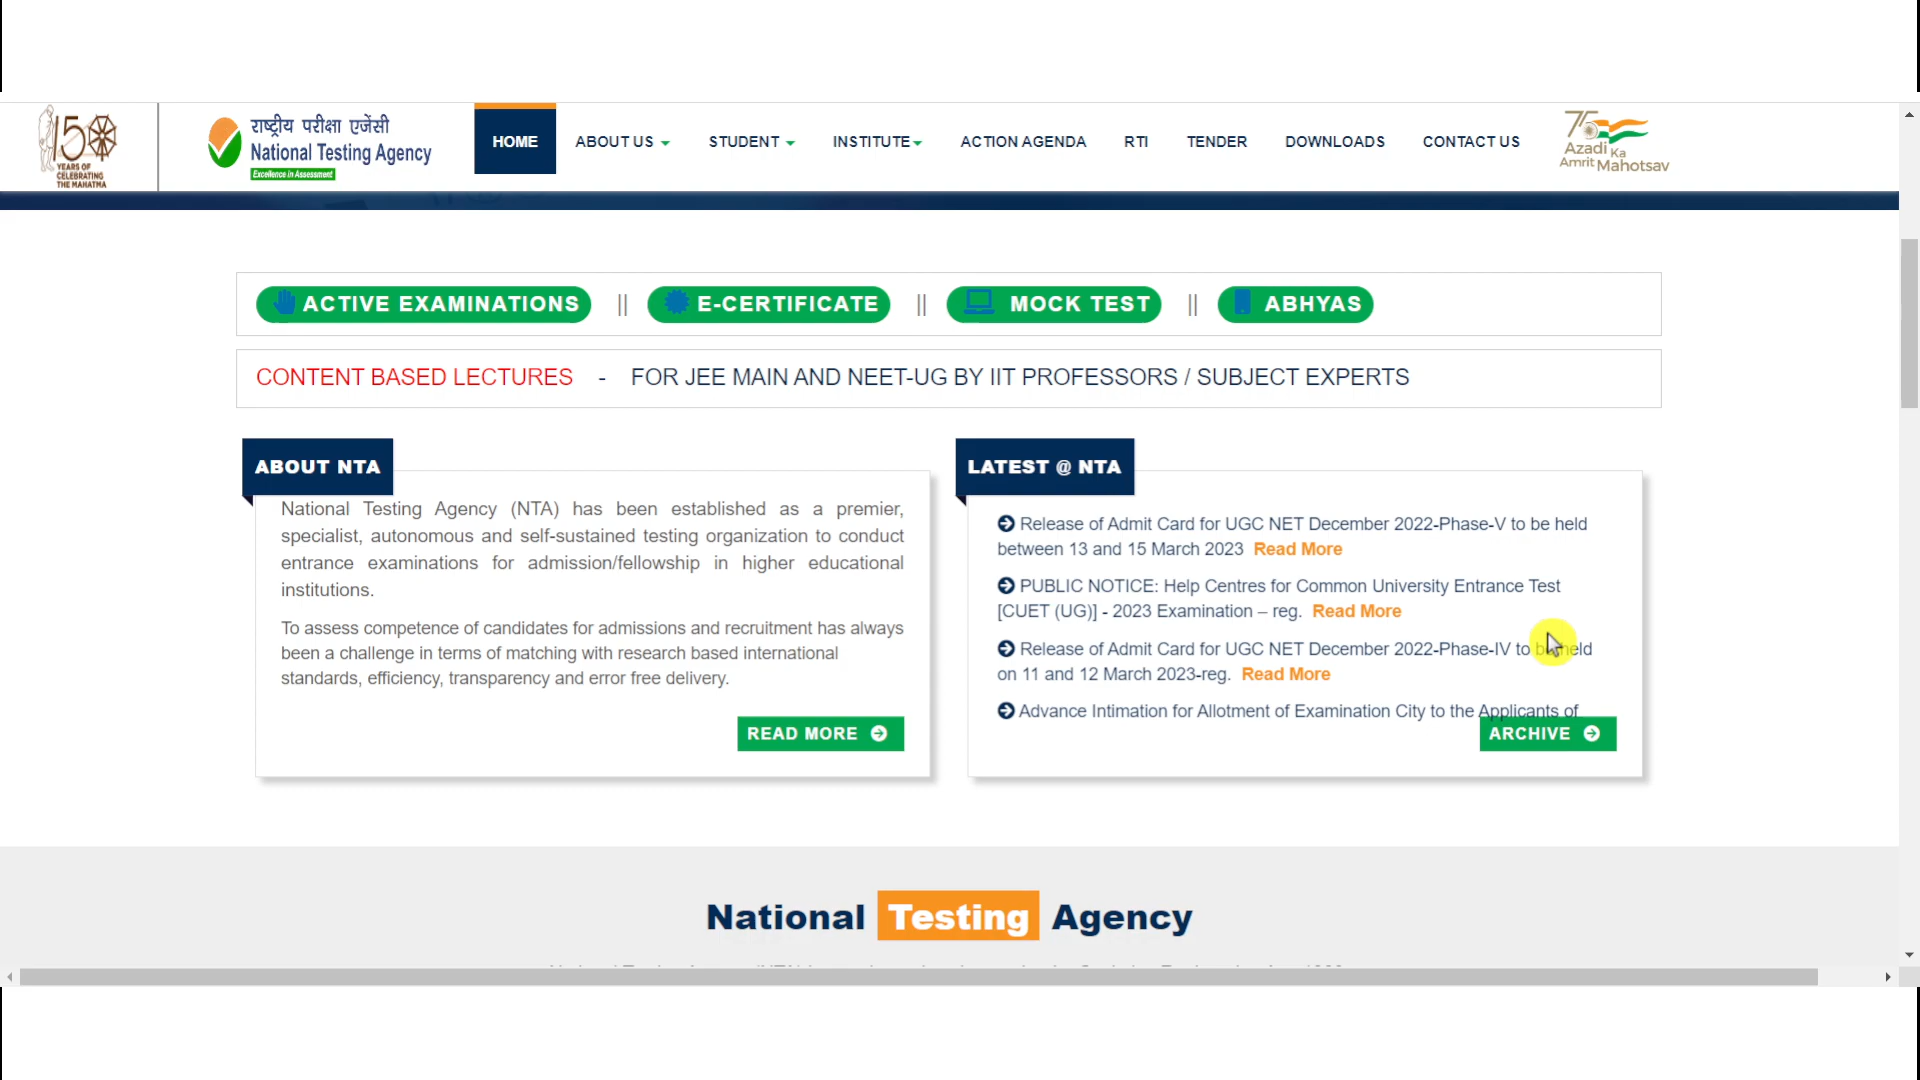 150
YEARS OF
CELEBRATING
THE MAHATMA
राष्ट्रीय परीक्षा एजेंसी
National Testing Agency
Excellence in Assessment
HOME
ABOUT US
STUDENT
INSTITUTE
ACTION AGENDA
RTI
TENDER
DOWNLOADS
CONTACT US
75
Azadi Ka
Amrit Mahotsav
ACTIVE EXAMINATIONS || E-CERTIFICATE || MOCK TEST || ABHYAS
CONTENT BASED LECTURES - FOR JEE MAIN AND NEET-UG BY IIT PROFESSORS / SUBJECT EXPERTS
ABOUT NTA
National Testing Agency (NTA) has been established as a premier,
specialist, autonomous and self-sustained testing organization to conduct
entrance examinations for admission/fellowship in higher educational
institutions.
To assess competence of candidates for admissions and recruitment has always
been a challenge in terms of matching with research based international
standards, efficiency, transparency and error free delivery.
READ MORE
LATEST @ NTA
Release of Admit Card for UGC NET December 2022-Phase-V to be held
between 13 and 15 March 2023 Read More
PUBLIC NOTICE: Help Centres for Common University Entrance Test
[CUET (UG)] - 2023 Examination – reg. Read More
Release of Admit Card for UGC NET December 2022-Phase-IV to be held
on 11 and 12 March 2023-reg. Read More
Advance Intimation for Allotment of Examination City to the Applicants of
ARCHIVE
National Testing Agency